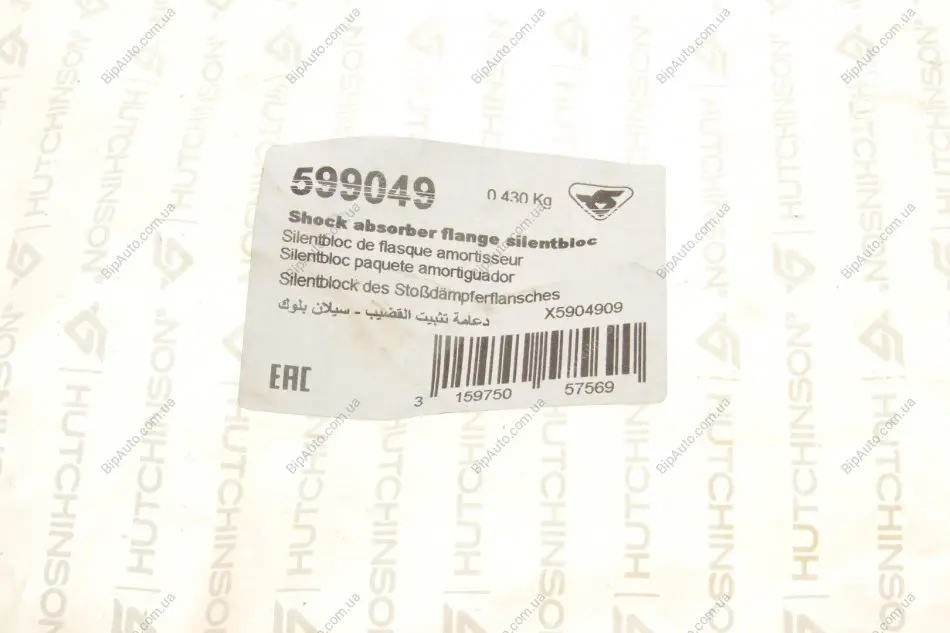 599049
0.430 Kg
Shock absorber flange silentbloc
Silentbloc de flasque amortisseur
Silentbloc paquete amortiguador
Silentblock des Stoßdämpferflansches
دعامة تثبيت القضيب - سيلان بلوك
X5904909
EAC
3 159750 57569
HUTCHINSON
BipAuto.com.ua